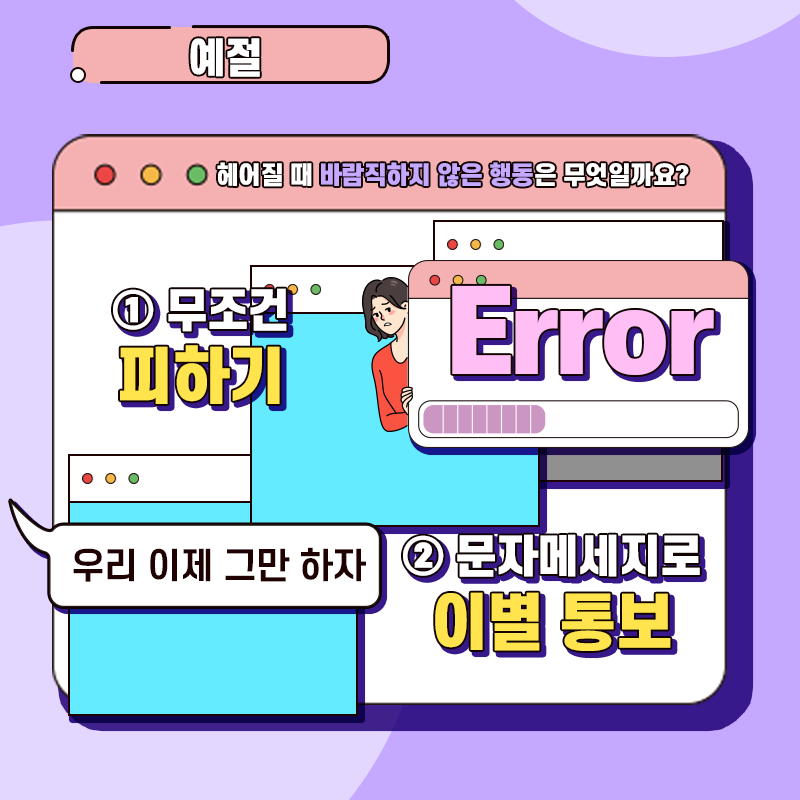 예절
헤어질 때 바람직하지 않은 행동은 무엇일까요?
① 무조건
피하기
Error
우리 이제 그만 하자
② 문자메세지로
이별 통보